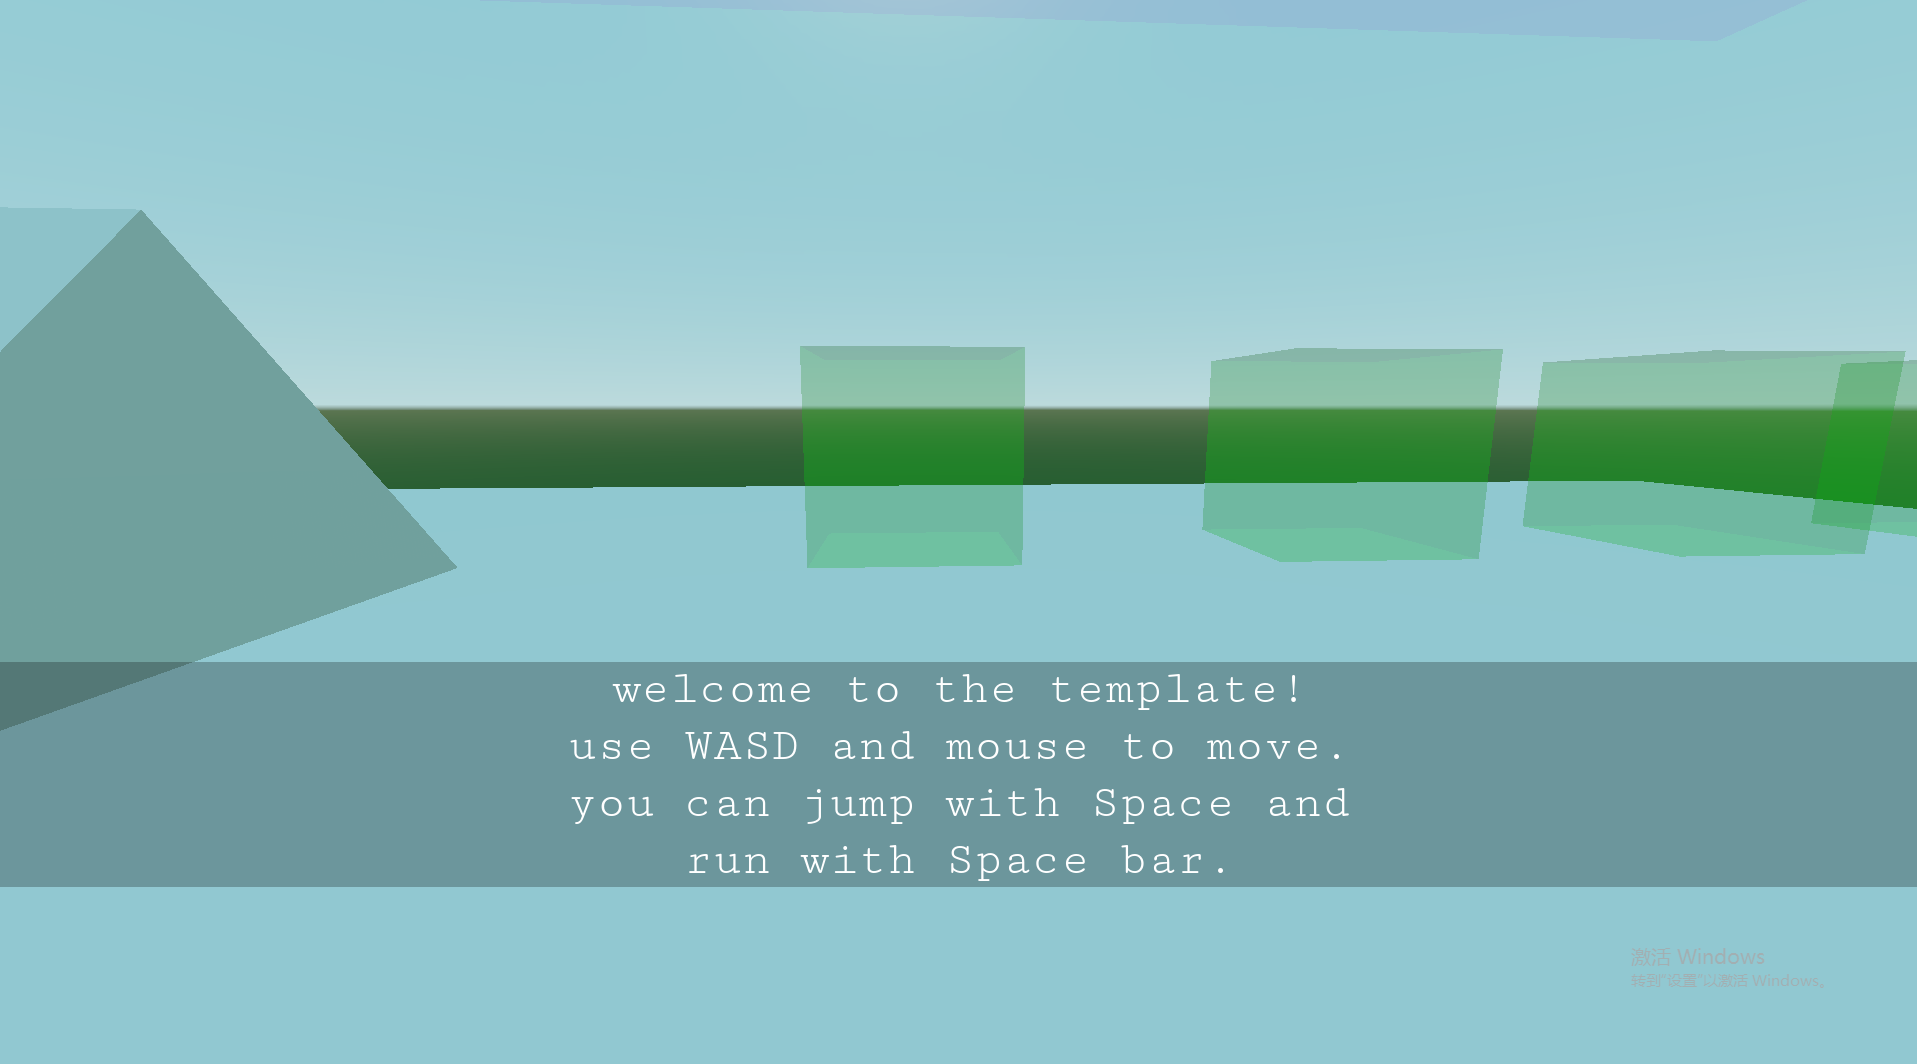 welcome to the template!
use WASD and mouse to move.
you can jump with Space and
run with Space bar.
激活 Windows
转到"设置"以激活 Windows。